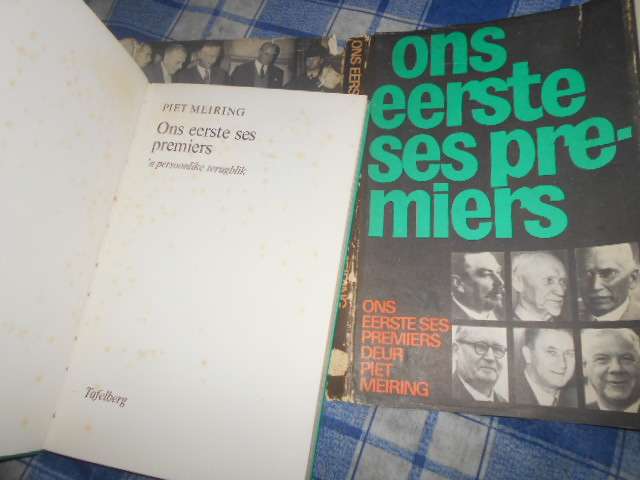 PIET MEIRING
Ons eerste ses
premiers
'n persoonlike terugblik
Tafelberg
ONS EERS
ons
eerste
ses pre-
miers
ONS
EERSTE SES
PREMIERS
DEUR
PIET
MEIRING